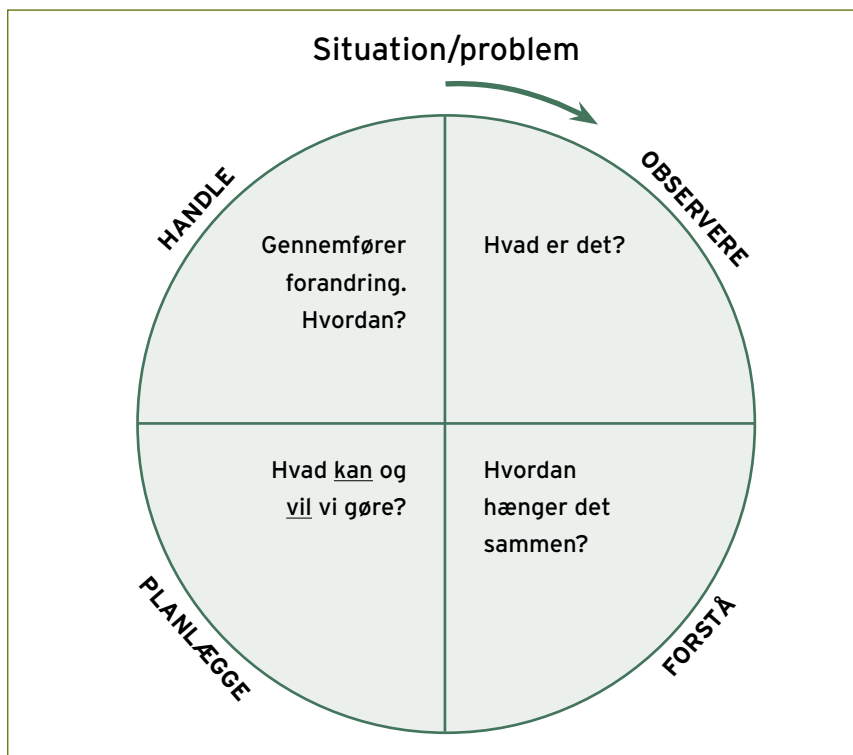 Situation/problem
OBSERVERE
Hvad er det?
FORSTÅ
Hvordan
hænger det
sammen?
PLANLÆGGE
Hvad kan og
vil vi gøre?
HANDLE
Gennemfører
forandring.
Hvordan?